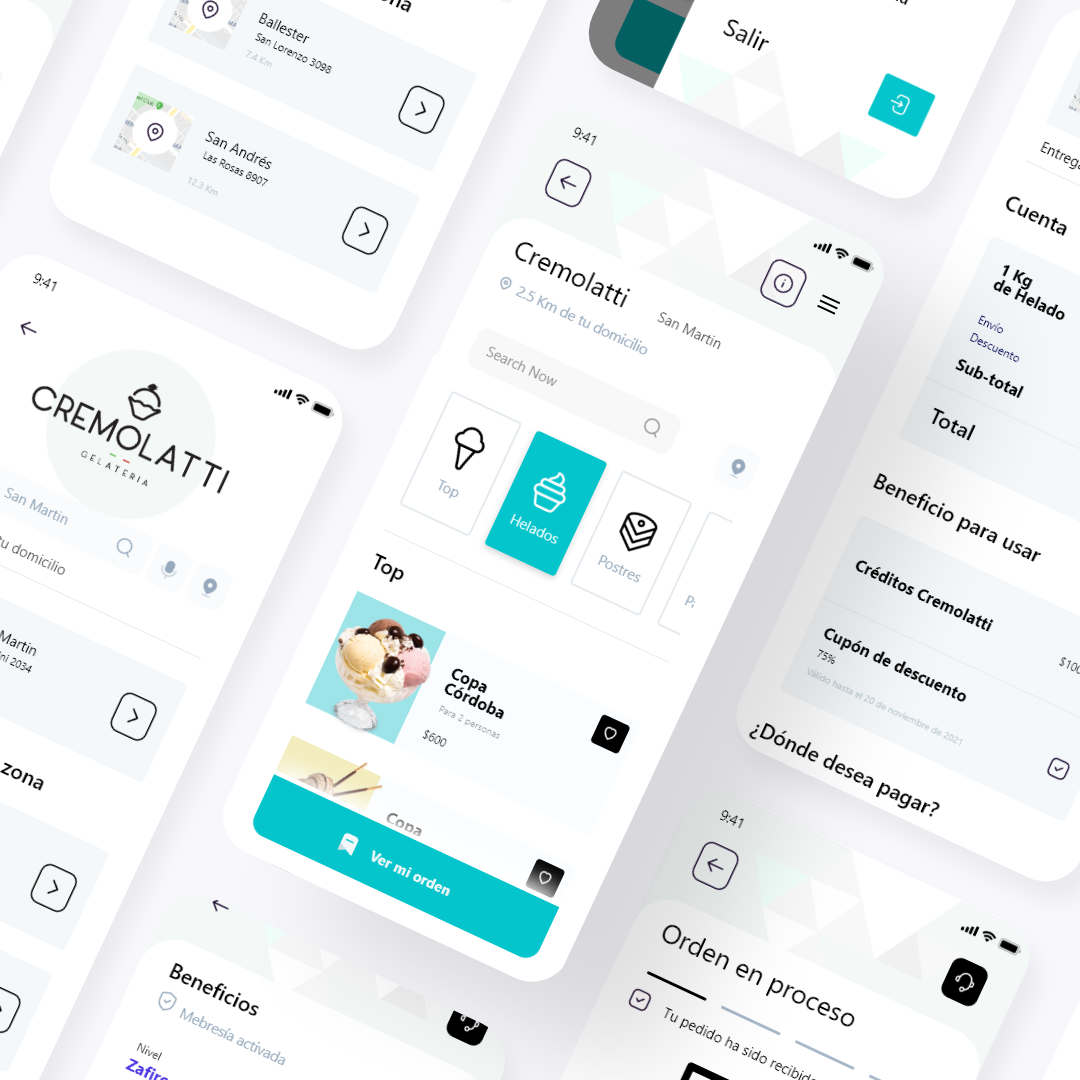 Ballester
San Lorenzo 3098
7.4 Km
San Andrés
Las Rosas 8907
12.3 Km
Salir
9:41
Cremolatti
San Martin
2.5 Km de tu domicilio
Search Now
Top
Helados
Postres
Top
Copa
Córdoba
Para 2 personas
$600
Copa
Ver mi orden
9:41
CREMOLATTI
GELATERIA
San Martin
tu domicilio
Martin
2034
zona
Beneficios
Mebresía activada
Nivel
Zafiro
Entrega
Cuenta
1 Kg
de Helado
Envío
Descuento
Sub-total
Total
Beneficio para usar
Créditos Cremolatti
$100
Cupón de descuento
75%
Válido hasta el 20 de noviembre de 2021
¿Dónde desea pagar?
9:41
Orden en proceso
Tu pedido ha sido recibido